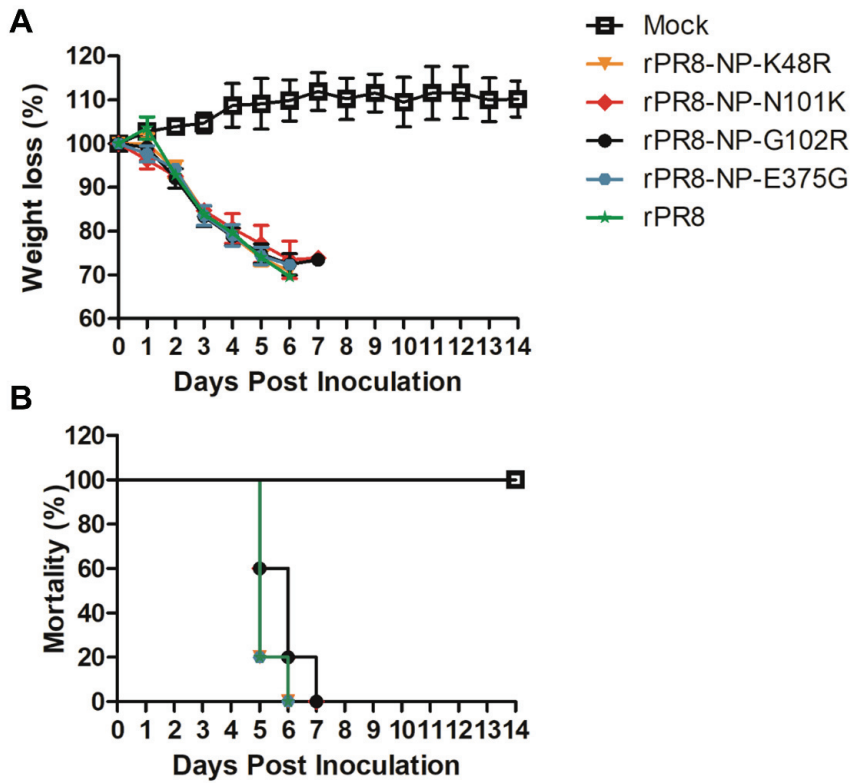 A
Mock
rPR8-NP-K48R
rPR8-NP-N101K
rPR8-NP-G102R
rPR8-NP-E375G
rPR8
Weight loss (%)
120
110
100
90
80
70
60
0 1 2 3 4 5 6 7 8 9 10 11 12 13 14
Days Post Inoculation
B
Mortality (%)
120
100
80
60
40
20
0
0 1 2 3 4 5 6 7 8 9 10 11 12 13 14
Days Post Inoculation